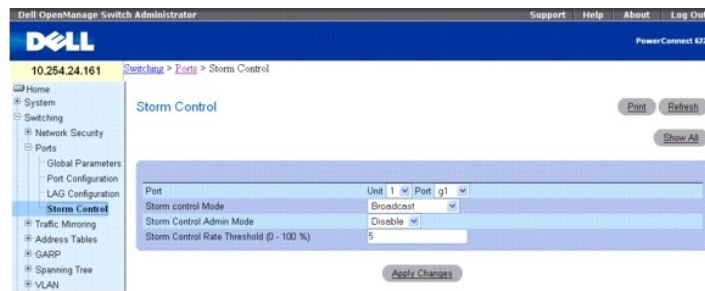 Dell OpenManage Switch Administrator
Support Help About Log Out
DELL
PowerConnect 622
10.254.24.161
Switching > Ports > Storm Control
Home
System
Switching
Network Security
Ports
Global Parameters
Port Configuration
LAG Configuration
Storm Control
Traffic Mirroring
Address Tables
GARP
Spanning Tree
VLAN
Storm Control
Print Refresh
Show All
Port Unit 1 Port g1
Storm control Mode Broadcast
Storm Control Admin Mode Disable
Storm Control Rate Threshold (0 - 100 %) 5
Apply Changes